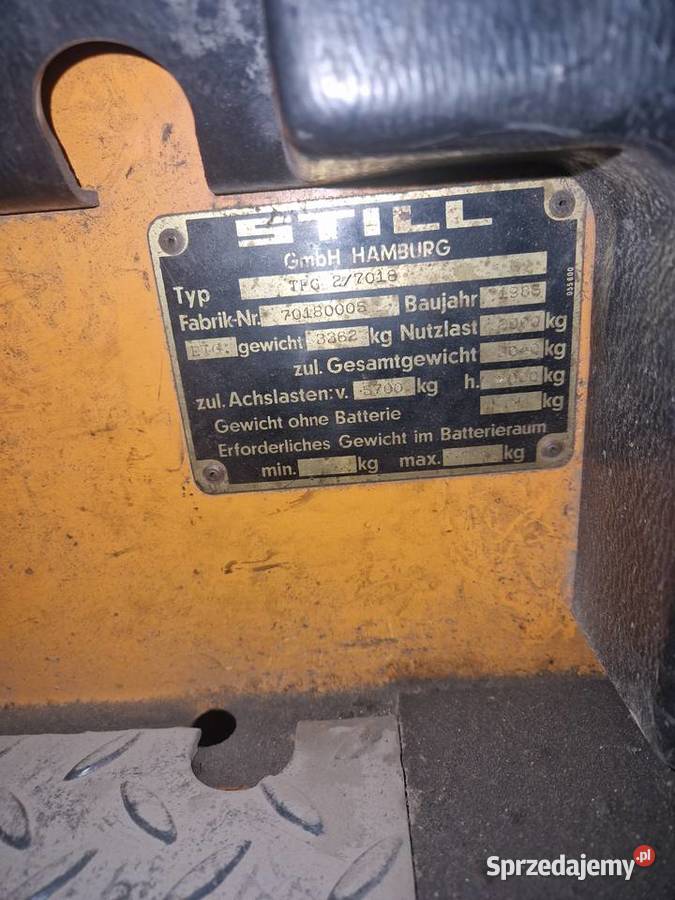 STILL
GmbH HAMBURG
Typ TFG 2/7018
Fabrik-Nr. 70180005 Baujahr
gewicht 3362 kg Nutzlast kg
zul. Gesamtgewicht kg
zul. Achslasten: v. 5700 kg h. kg
Gewicht ohne Batterie kg
Erforderliches Gewicht im Batterieraum
min. kg max. kg
055600
Sprzedajemy.pl